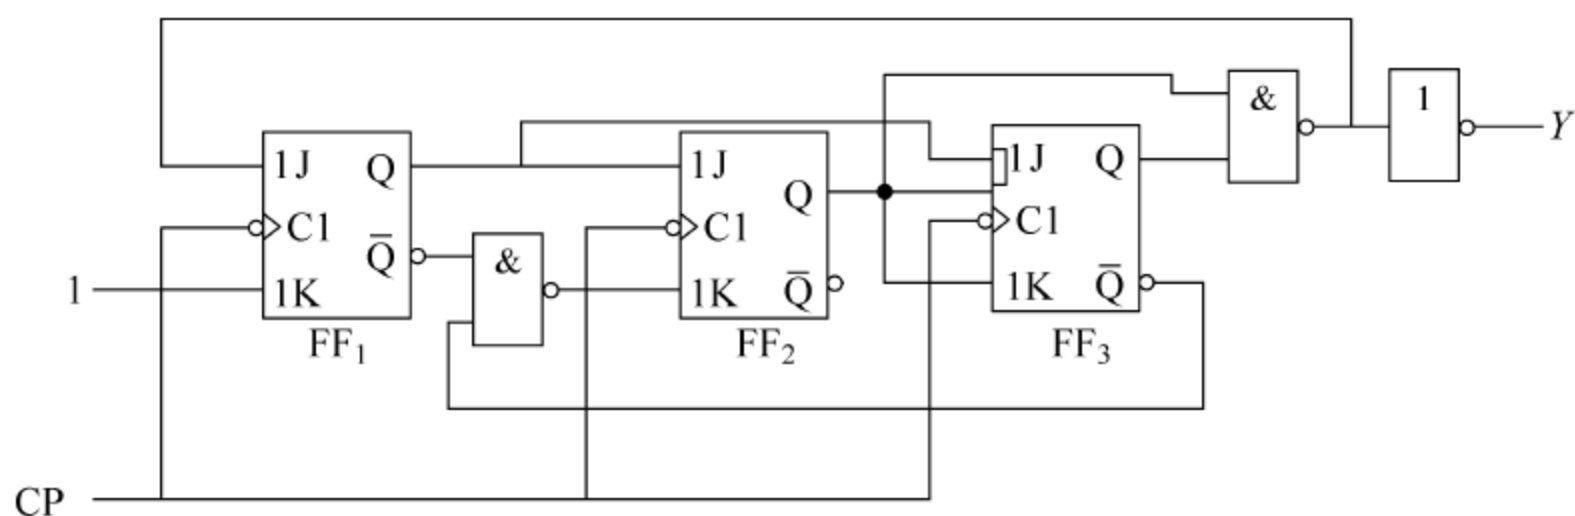 & 1
1J Q 1J Q 1J Q Y
C1 C1 C1
Q̅ & Q̅ Q̅
1 1K 1K 1K
FF₁ FF₂ FF₃
CP